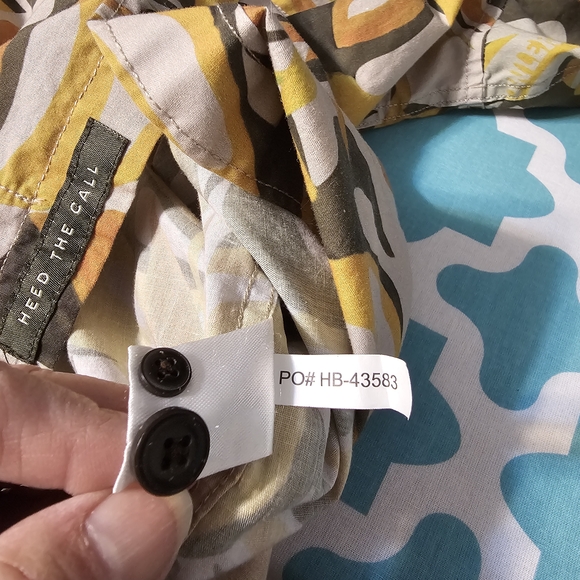 HEED THE CALL
PO# HB-43583